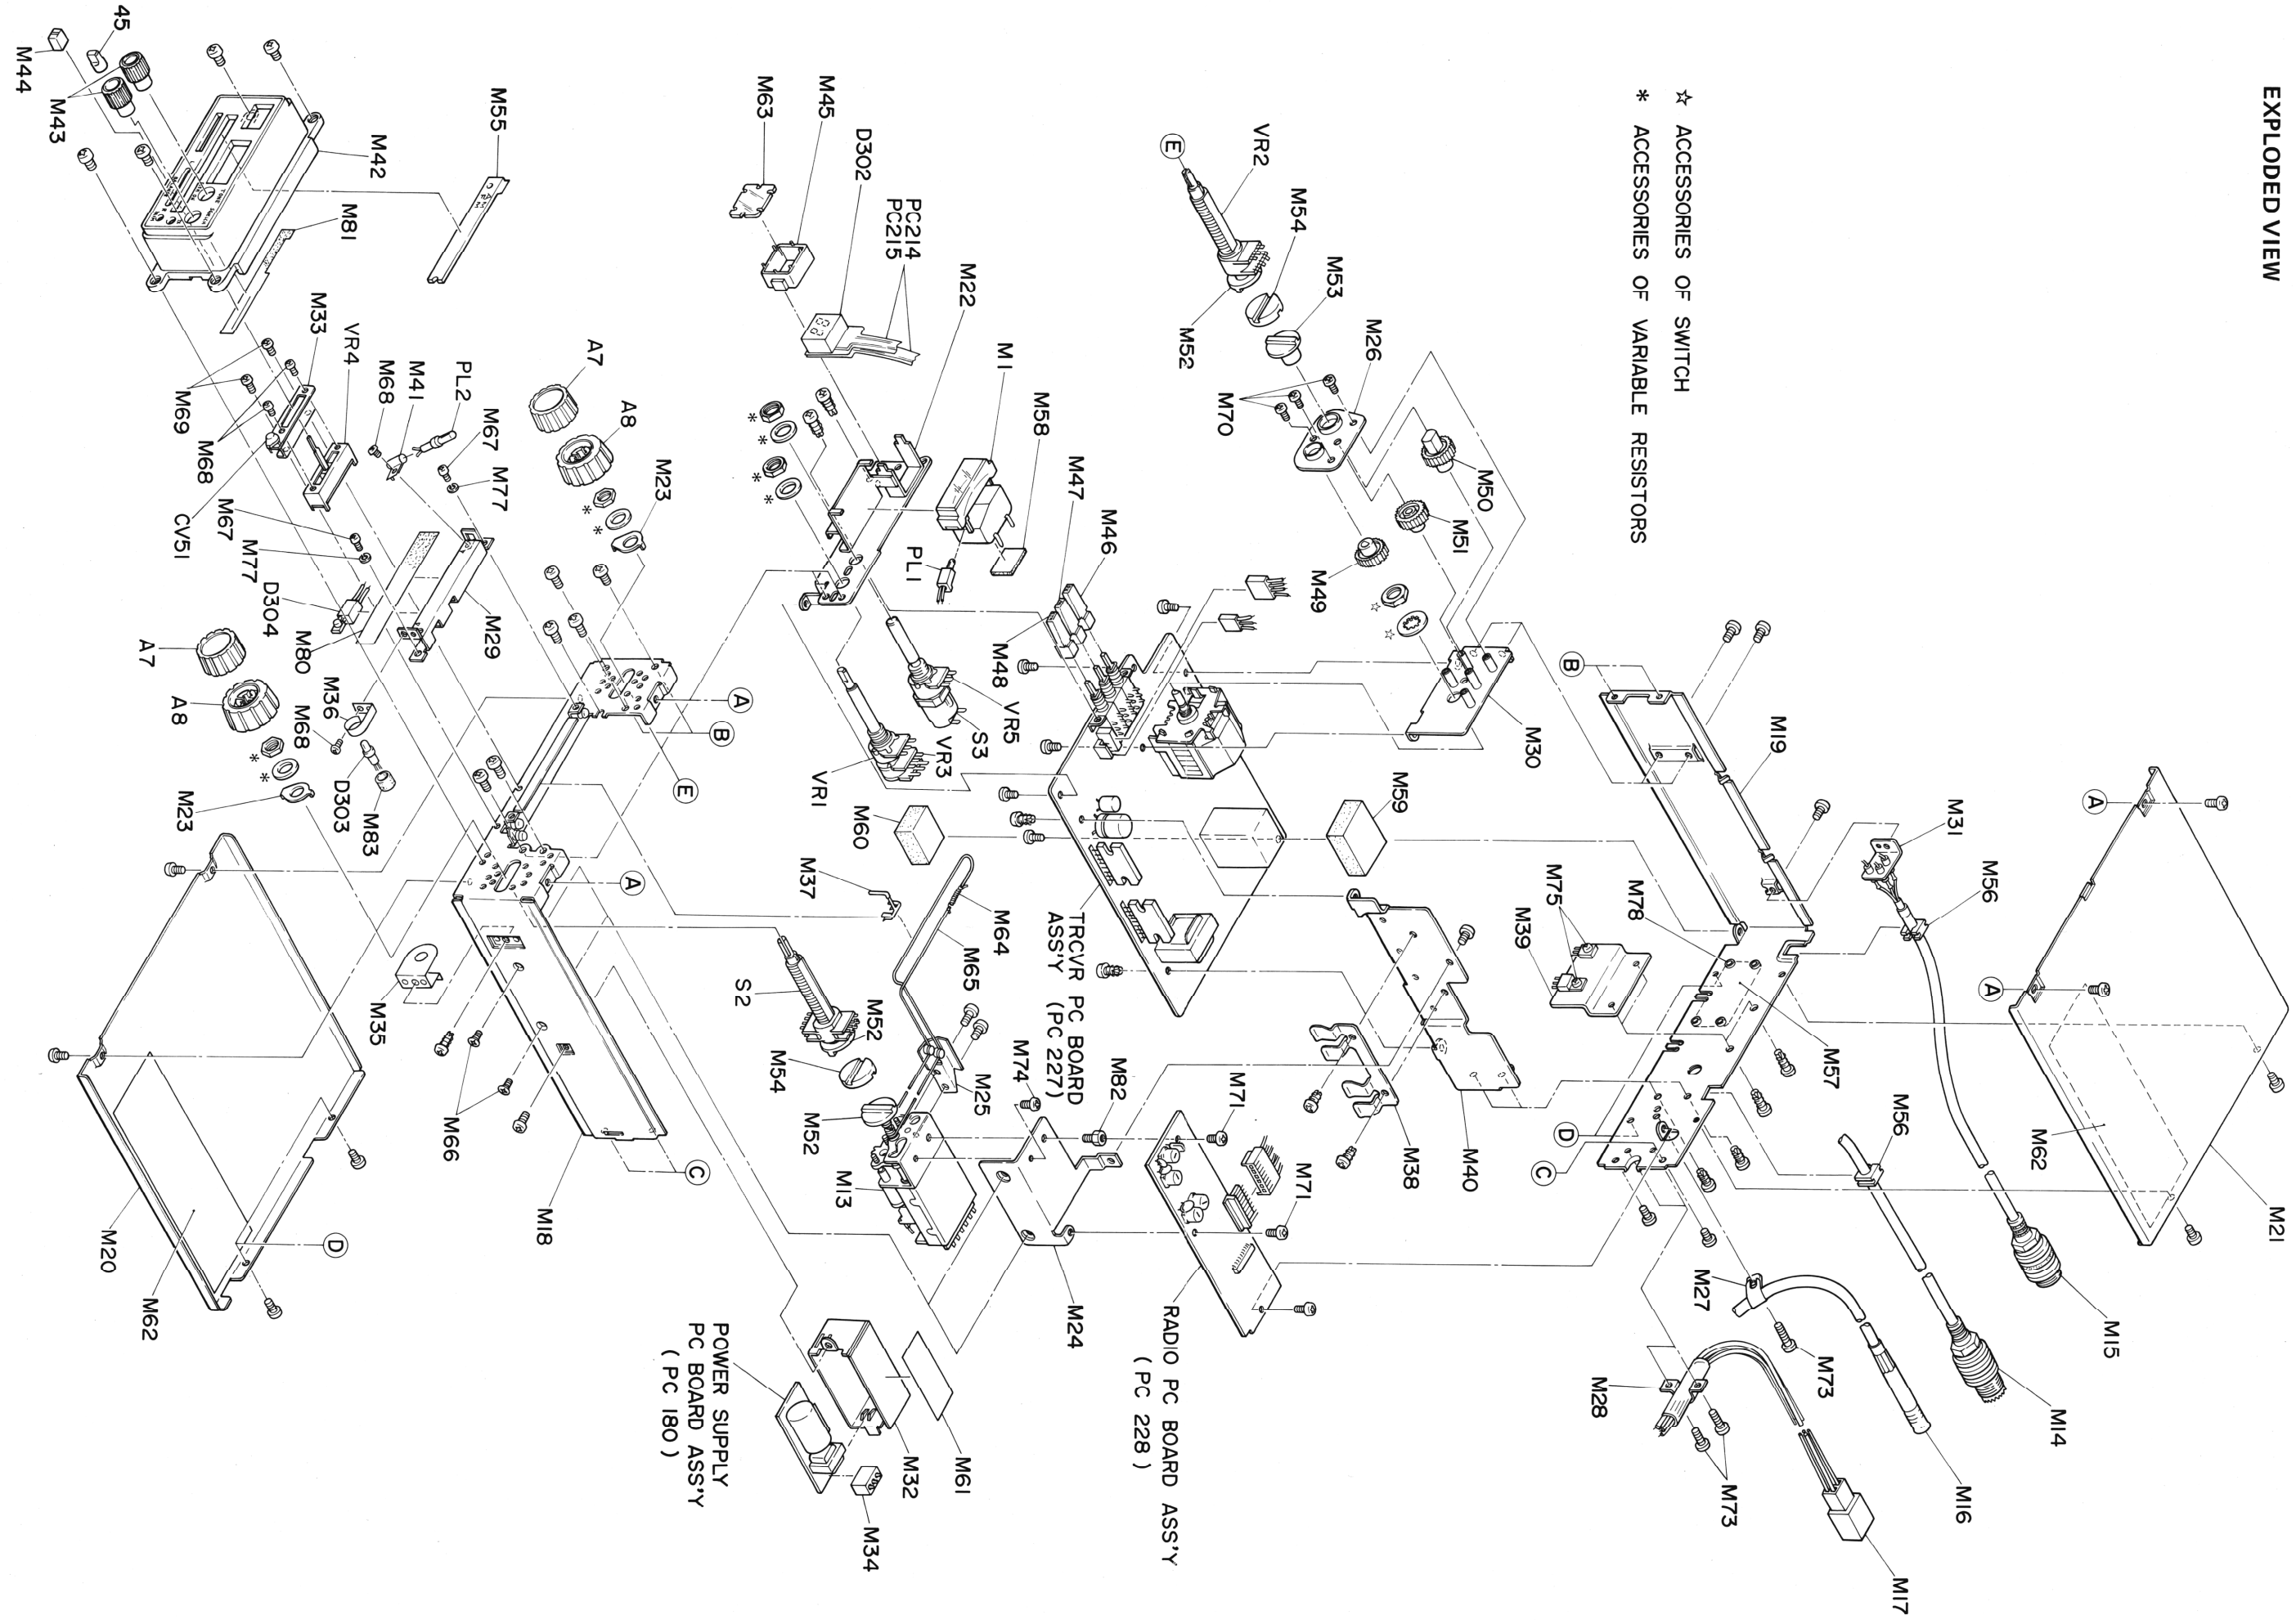 EXPLODED VIEW
☆ ACCESSORIES OF SWITCH
* ACCESSORIES OF VARIABLE RESISTORS
M21
M62
A
A
M15
M14
M16
M17
M31
M56
M56
M27
M73
M28
M73
M19
B
M78
M75
M39
M57
D
C
M30
M59
M40
M38
M71
M71
RADIO PC BOARD ASS'Y
( PC 228 )
VR2
E
M54
M53
M52
M26
M70
M50
M51
M49
☆
☆
M46
M47
M48
TRCVR PC BOARD
ASS'Y (PC 227)
M82
M74
M24
M45
M63
D302
PC214
PC215
M22
M1
M58
PL1
*
*
*
*
S3
VR5
VR3
VR1
M60
M37
M64
M65
M25
S2
M52
M54
M52
M13
M61
M32
M34
POWER SUPPLY
PC BOARD ASS'Y
( PC 180 )
M55
A7
A8
M23
*
*
A
B
E
A
M33
VR4
M69
M68
CV51
M68
M41
PL2
M67
M77
M67
M77
D304
M80
M29
A7
A8
M36
M68
D303
M83
*
*
M23
M35
M66
M18
C
45
M44
M43
M42
M81
M20
M62
D
28